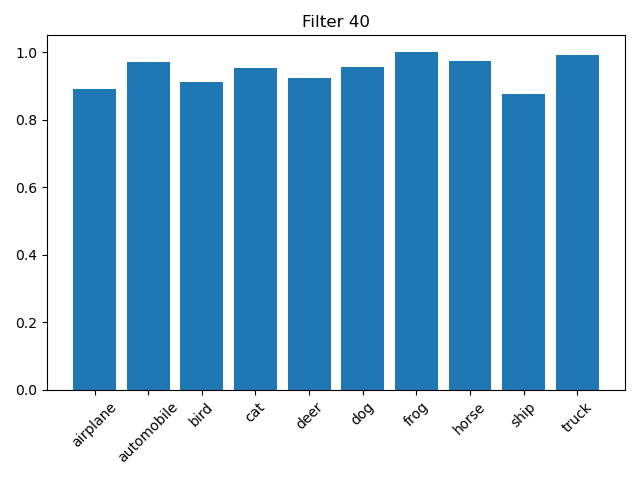 Filter 40
1.0
0.8
0.6
0.4
0.2
0.0
airplane
automobile
bird
cat
deer
dog
frog
horse
ship
truck